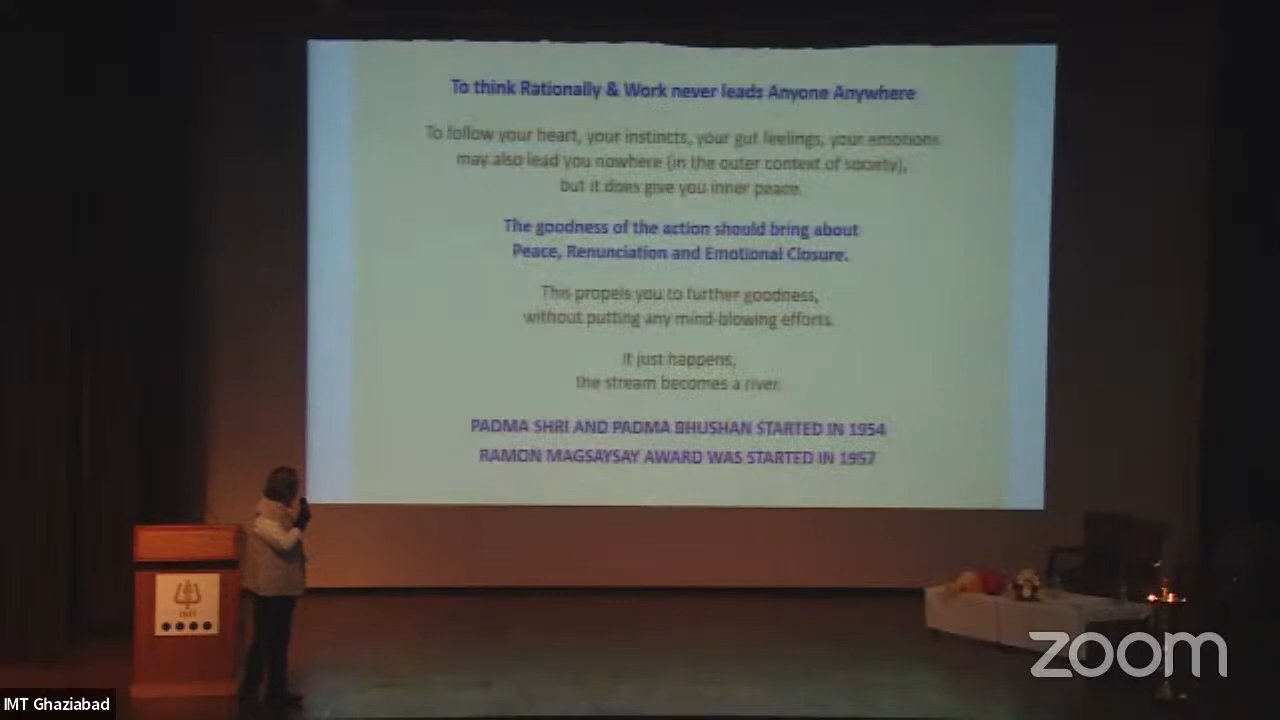 To think Rationally & Work never leads Anyone Anywhere
To follow your heart, your instincts, your gut feelings, your emotions
may also lead you nowhere (in the outer context of society),
but it does give you inner peace.
The goodness of the action should bring about
Peace, Renunciation and Emotional Closure.
This propels you to further goodness,
without putting any mind-blowing efforts.
It just happens,
the stream becomes a river.
PADMA SHRI AND PADMA BHUSHAN STARTED IN 1954
RAMON MAGSAYSAY AWARD WAS STARTED IN 1957
IMT
zoom
IMT Ghaziabad